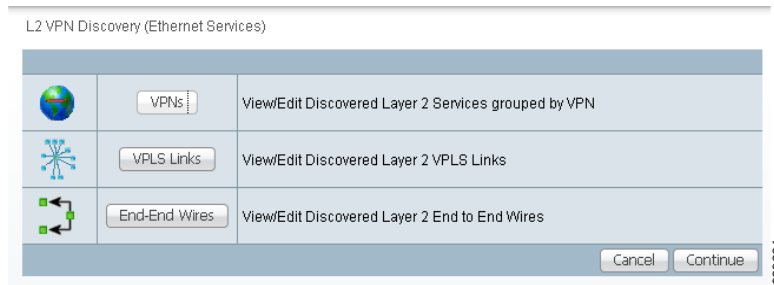 L2 VPN Discovery (Ethernet Services)
VPNs
View/Edit Discovered Layer 2 Services grouped by VPN
VPLS Links
View/Edit Discovered Layer 2 VPLS Links
End-End Wires
View/Edit Discovered Layer 2 End to End Wires
Cancel
Continue